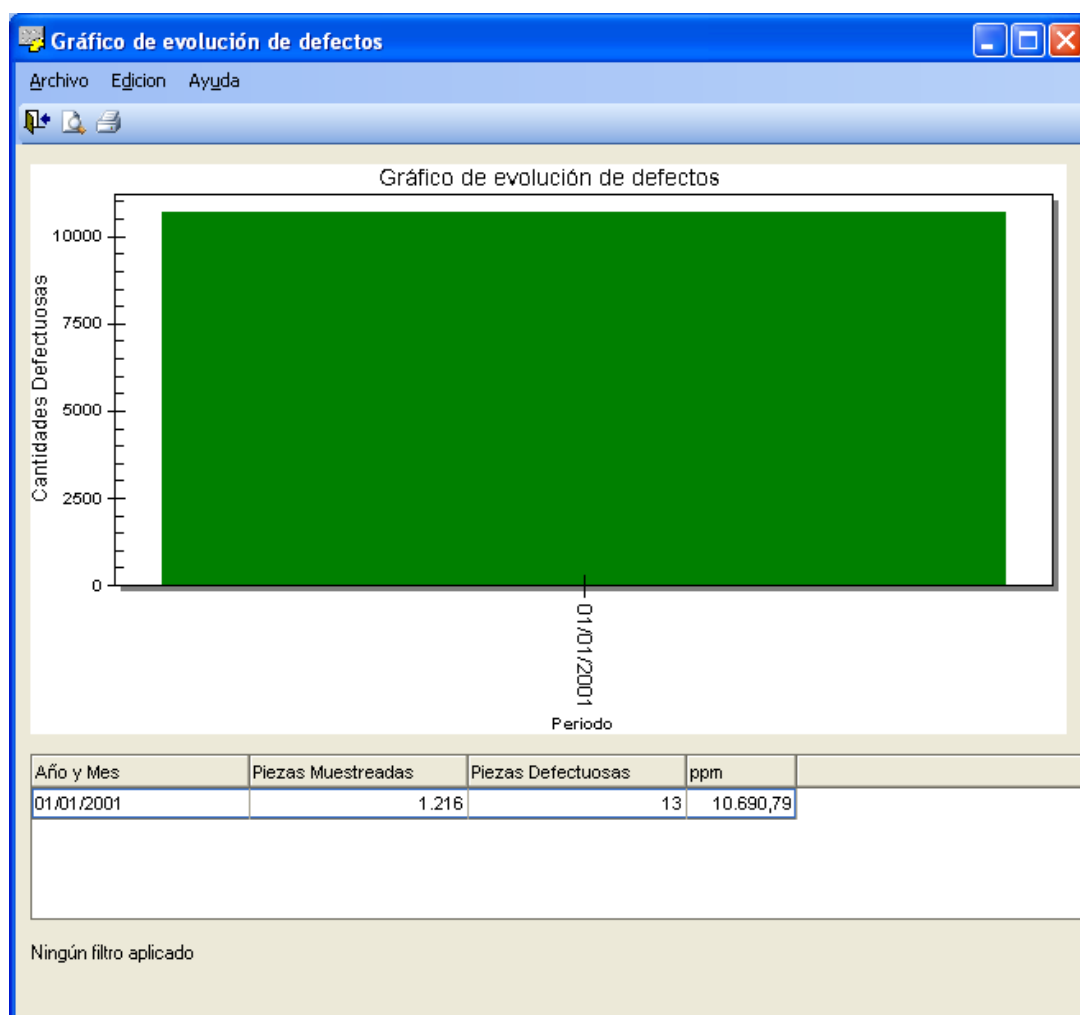 Gráfico de evolución de defectos
Archivo Edicion Ayuda
Gráfico de evolución de defectos
Cantidades Defectuosas
10000
7500
5000
2500
0
01/01/2001
Periodo
Año y Mes Piezas Muestreadas Piezas Defectuosas ppm
01/01/2001 1.216 13 10.690,79
Ningún filtro aplicado